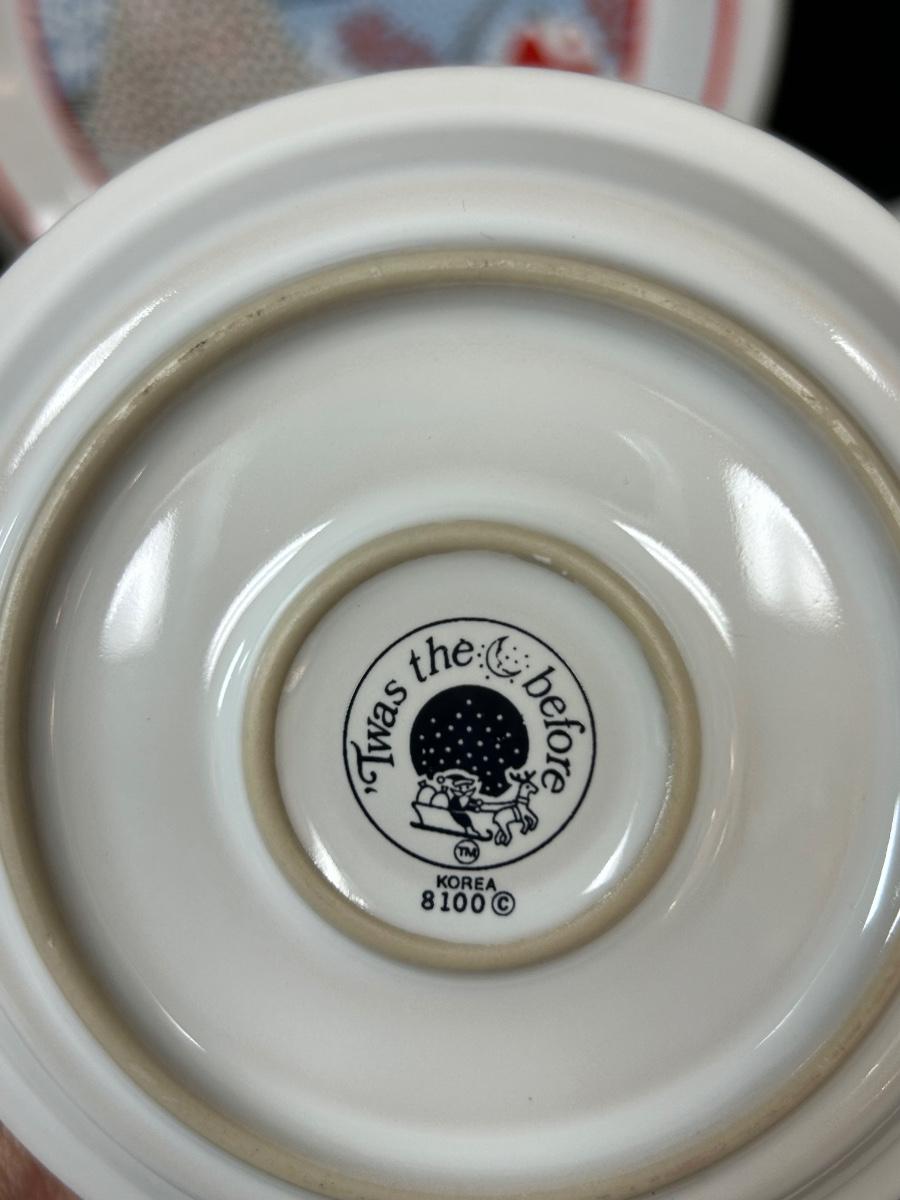 'Twas the before
TM
KOREA
8100©